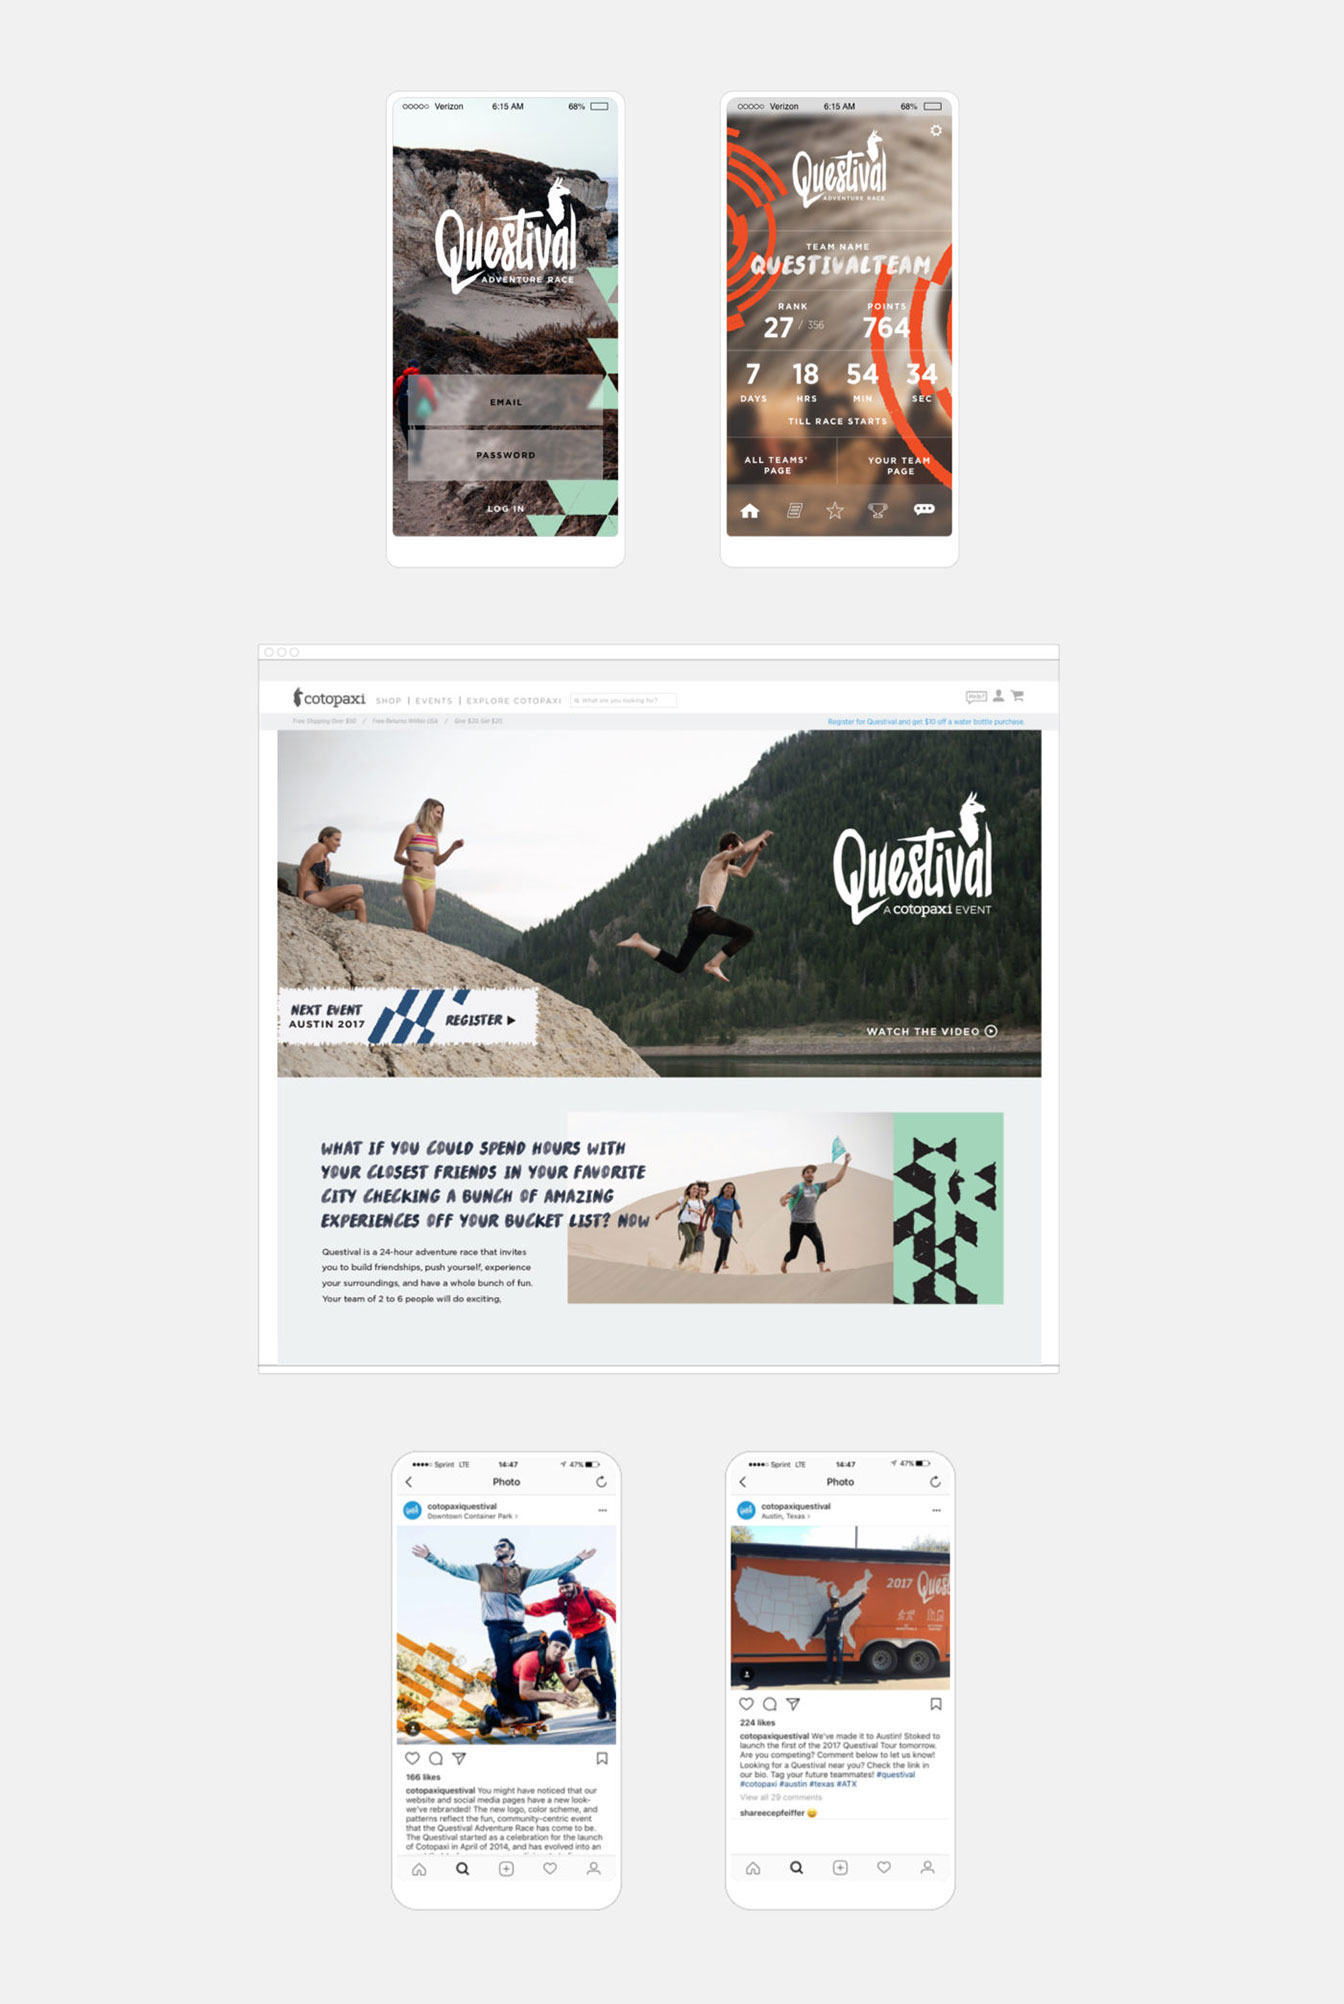 Verizon 6:15 AM 68%
Questival
ADVENTURE RACE
EMAIL
PASSWORD
LOG IN
Verizon 6:15 AM 68%
Questival
ADVENTURE RACE
TEAM NAME
QUESTIVALTEAM
RANK POINTS
27 / 356 764
7 18 54 34
DAYS HRS MIN SEC
TILL RACE STARTS
ALL TEAMS' PAGE
YOUR TEAM PAGE
cotopaxi SHOP | EVENTS | EXPLORE COTOPAXI What are you looking for? Help?
Free Shipping Over $50 / Free Returns Within USA / Give $20, Get $20. Register for Questival and get $10 off a water bottle purchase.
Questival
A cotopaxi EVENT
NEXT EVENT
AUSTIN 2017
REGISTER
WATCH THE VIDEO
WHAT IF YOU COULD SPEND HOURS WITH
YOUR CLOSEST FRIENDS IN YOUR FAVORITE
CITY CHECKING A BUNCH OF AMAZING
EXPERIENCES OFF YOUR BUCKET LIST? NOW
Questival is a 24-hour adventure race that invites
you to build friendships, push yourself, experience
your surroundings, and have a whole bunch of fun.
Your team of 2 to 6 people will do exciting,
Sprint LTE 14:47 47%
Photo
cotopaxiquestival
Downtown Container Park >
166 likes
cotopaxiquestival You might have noticed that our
website and social media pages have a new look-
we've rebranded! The new logo, color scheme, and
patterns reflect the fun, community-centric event
that the Questival Adventure Race has come to be.
The Questival started as a celebration for the launch
of Cotopaxi in April of 2014, and has evolved into an
Sprint LTE 14:47 47%
Photo
cotopaxiquestival
Austin, Texas >
2017 Quest
224 likes
cotopaxiquestival We've made it to Austin! Stoked to
launch the first of the 2017 Questival Tour tomorrow.
Are you competing? Comment below to let us know!
Looking for a Questival near you? Check the link in
our bio. Tag your future teammates! #questival
#cotopaxi #austin #texas #ATX
View all 29 comments
shareecepfeiffer 😀